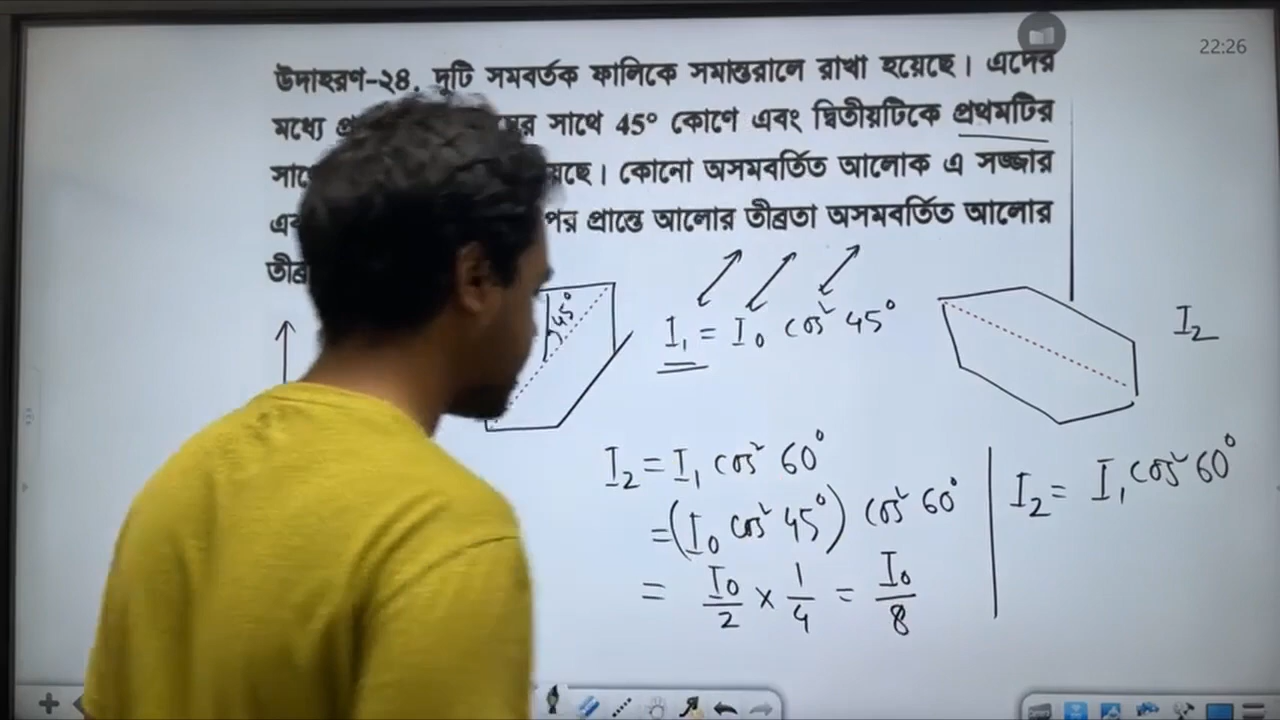 22:26
উদাহরণ-২৪. দুটি সমবর্তক ফালিকে সমান্তরালে রাখা হয়েছে। এদের
মধ্যে সাথে 45° কোণে এবং দ্বিতীয়টিকে প্রথমটির
কোনো অসমবর্তিত আলোক এ সজ্জার
প্রান্তে আলোর তীব্রতা অসমবর্তিত আলোর
45°
I₁ = I₀ cos² 45°
I₂
I₂ = I₁ cos² 60°
= (I₀ cos² 45°) cos² 60°
= I₀/2 × 1/4 = I₀/8
I₂ = I₁ cos² 60°